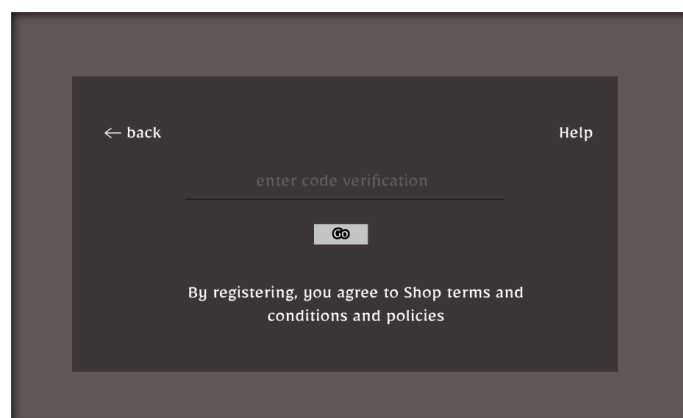 ← back
Help
enter code verification
Go
By registering, you agree to Shop terms and
conditions and policies